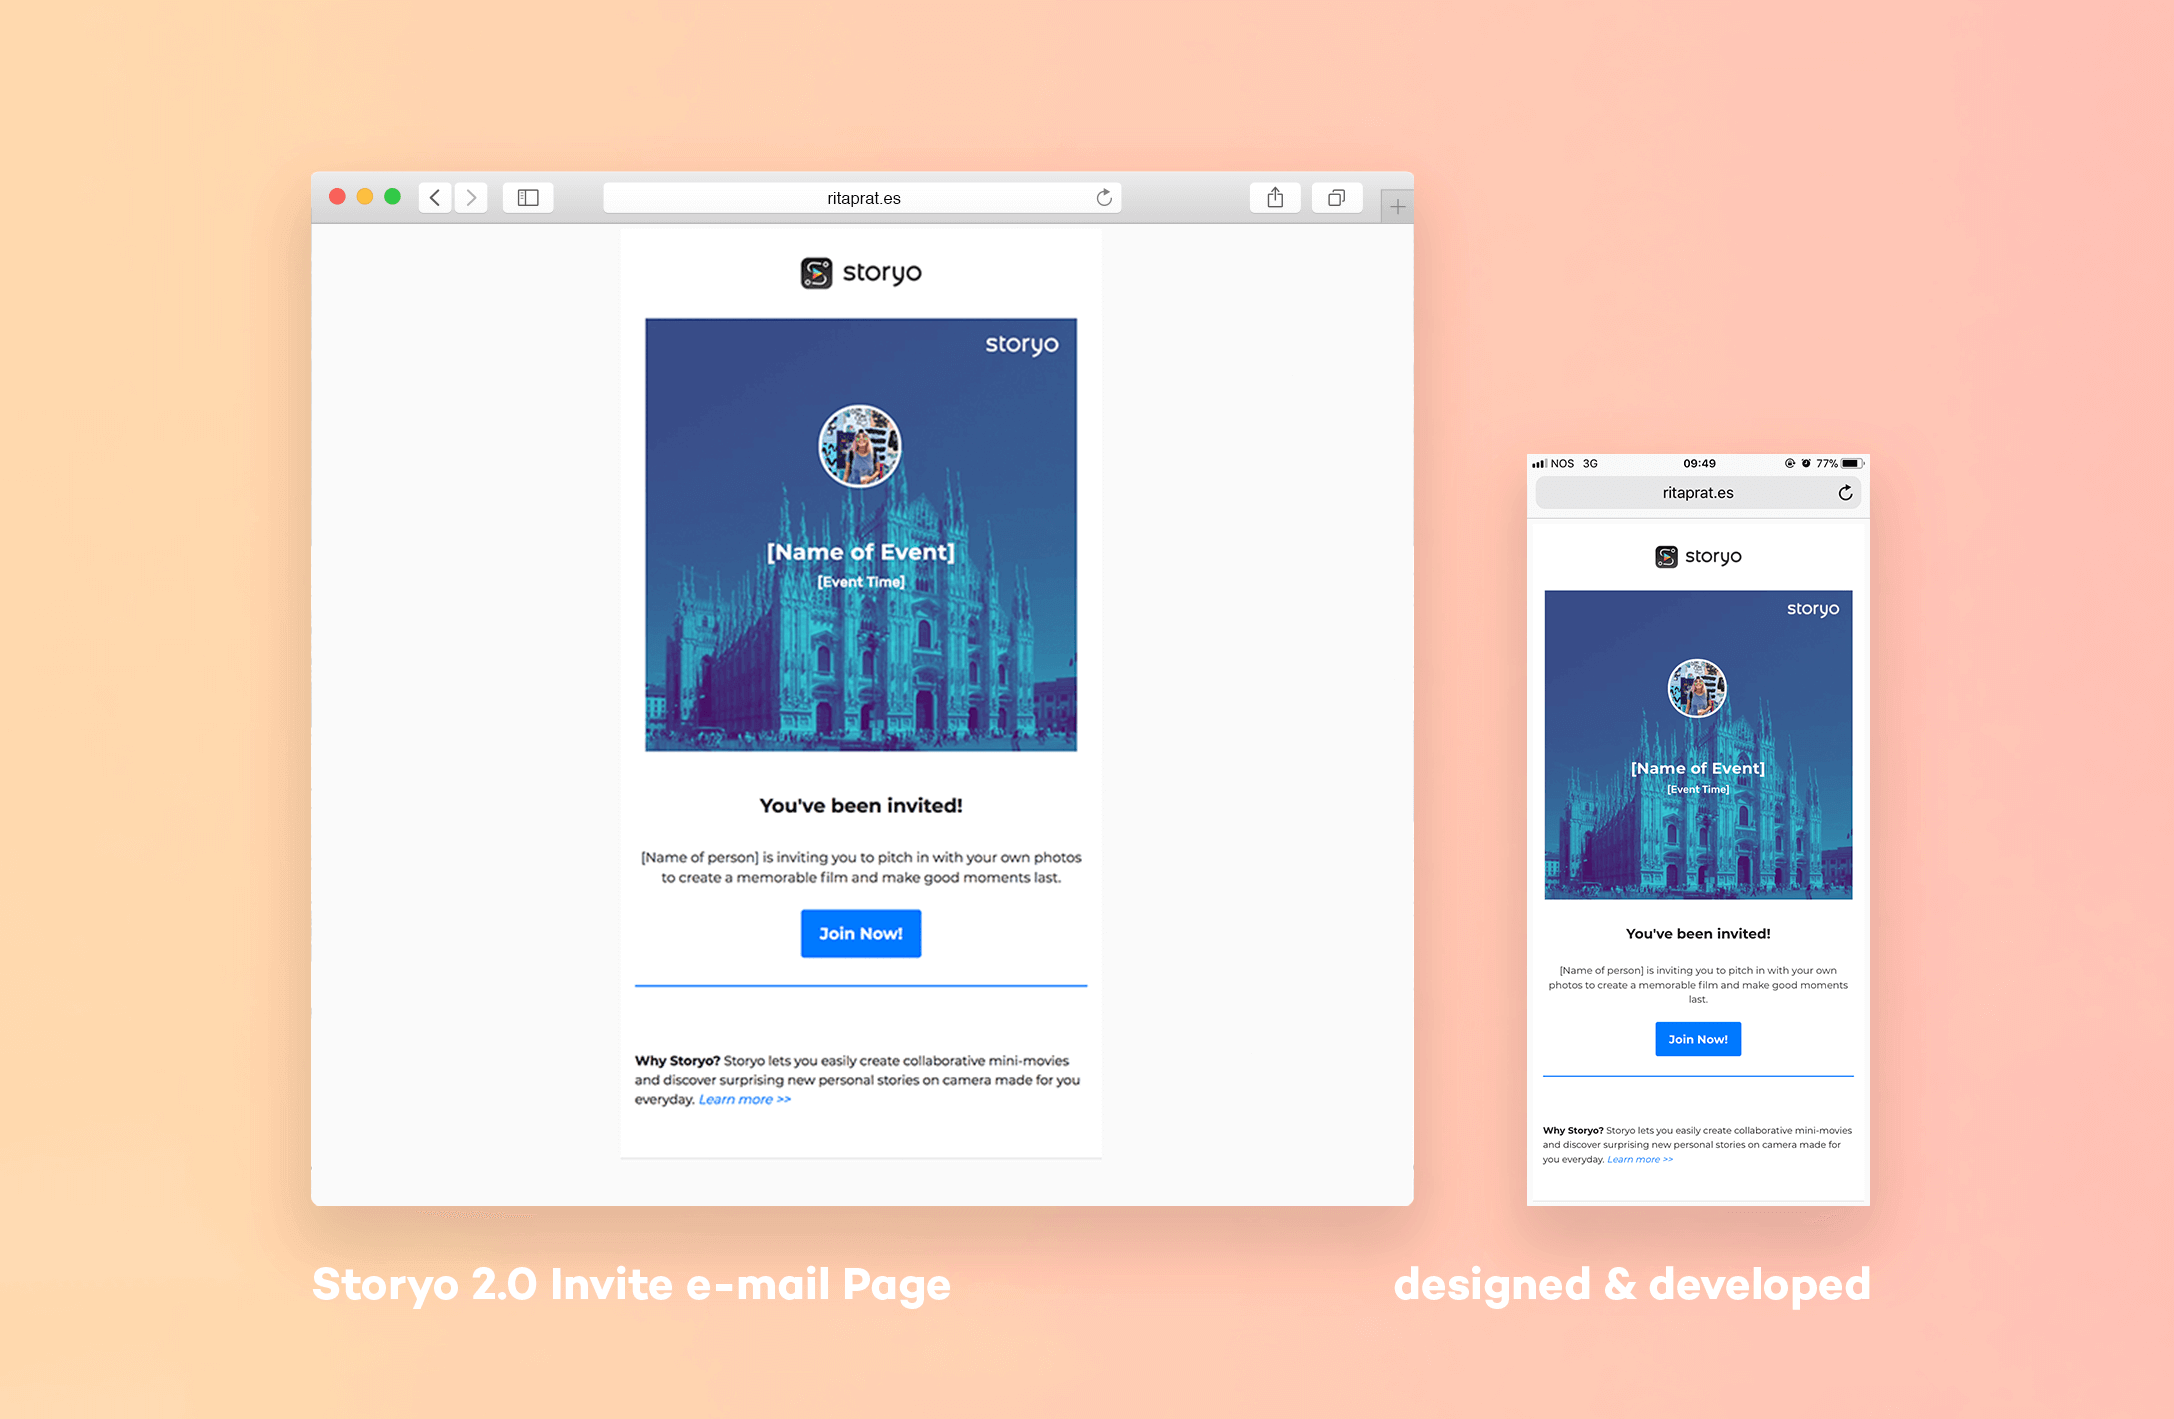 ritaprat.es
storyo
storyo
[Name of Event]
[Event Time]
You've been invited!
[Name of person] is inviting you to pitch in with your own photos
to create a memorable film and make good moments last.
Join Now!
Why Storyo? Storyo lets you easily create collaborative mini-movies
and discover surprising new personal stories on camera made for you
everyday. Learn more >>
NOS 3G 09:49 77%
ritaprat.es
storyo
storyo
[Name of Event]
[Event Time]
You've been invited!
[Name of person] is inviting you to pitch in with your own
photos to create a memorable film and make good moments
last.
Join Now!
Why Storyo? Storyo lets you easily create collaborative mini-movies
and discover surprising new personal stories on camera made for
you everyday. Learn more >>
Storyo 2.0 Invite e-mail Page
designed & developed